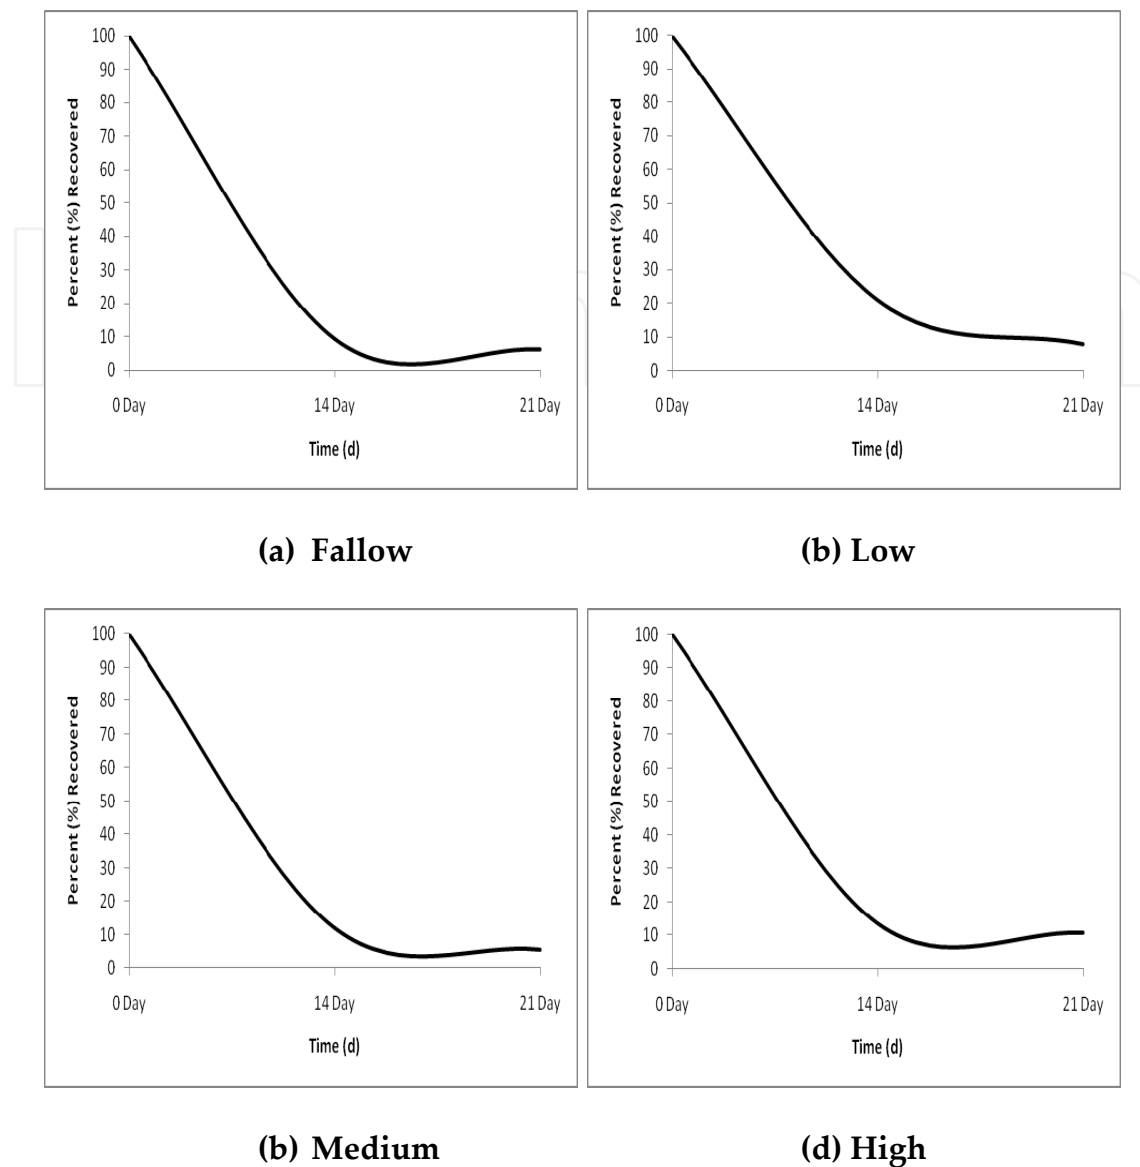 100
90
80
70
60
50
40
30
20
10
0
Percent (%) Recovered
0 Day 14 Day 21 Day
Time (d)
(a) Fallow
100
90
80
70
60
50
40
30
20
10
0
Percent (%) Recovered
0 Day 14 Day 21 Day
Time (d)
(b) Low
100
90
80
70
60
50
40
30
20
10
0
Percent (%) Recovered
0 Day 14 Day 21 Day
Time (d)
(b) Medium
100
90
80
70
60
50
40
30
20
10
0
Percent (%) Recovered
0 Day 14 Day 21 Day
Time (d)
(d) High